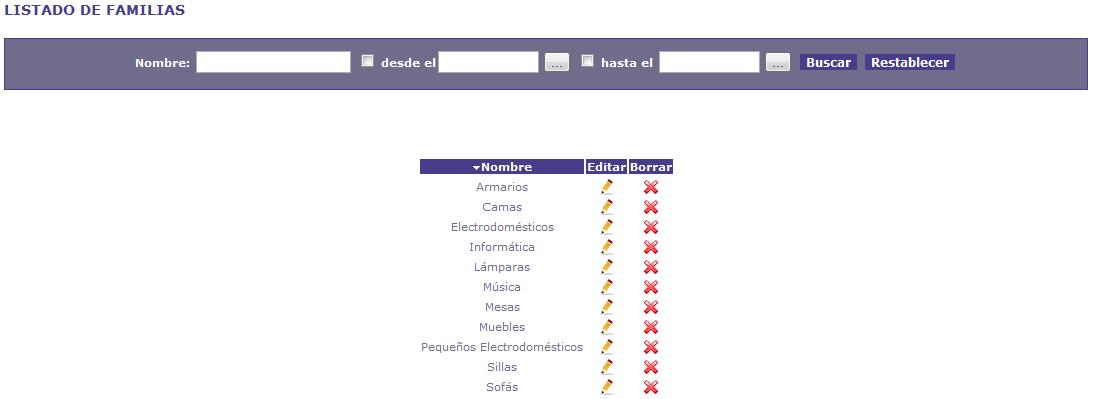 LISTADO DE FAMILIAS
Nombre: desde el ... hasta el ... Buscar Restablecer
Nombre Editar Borrar
Armarios
Camas
Electrodomésticos
Informática
Lámparas
Música
Mesas
Muebles
Pequeños Electrodomésticos
Sillas
Sofás